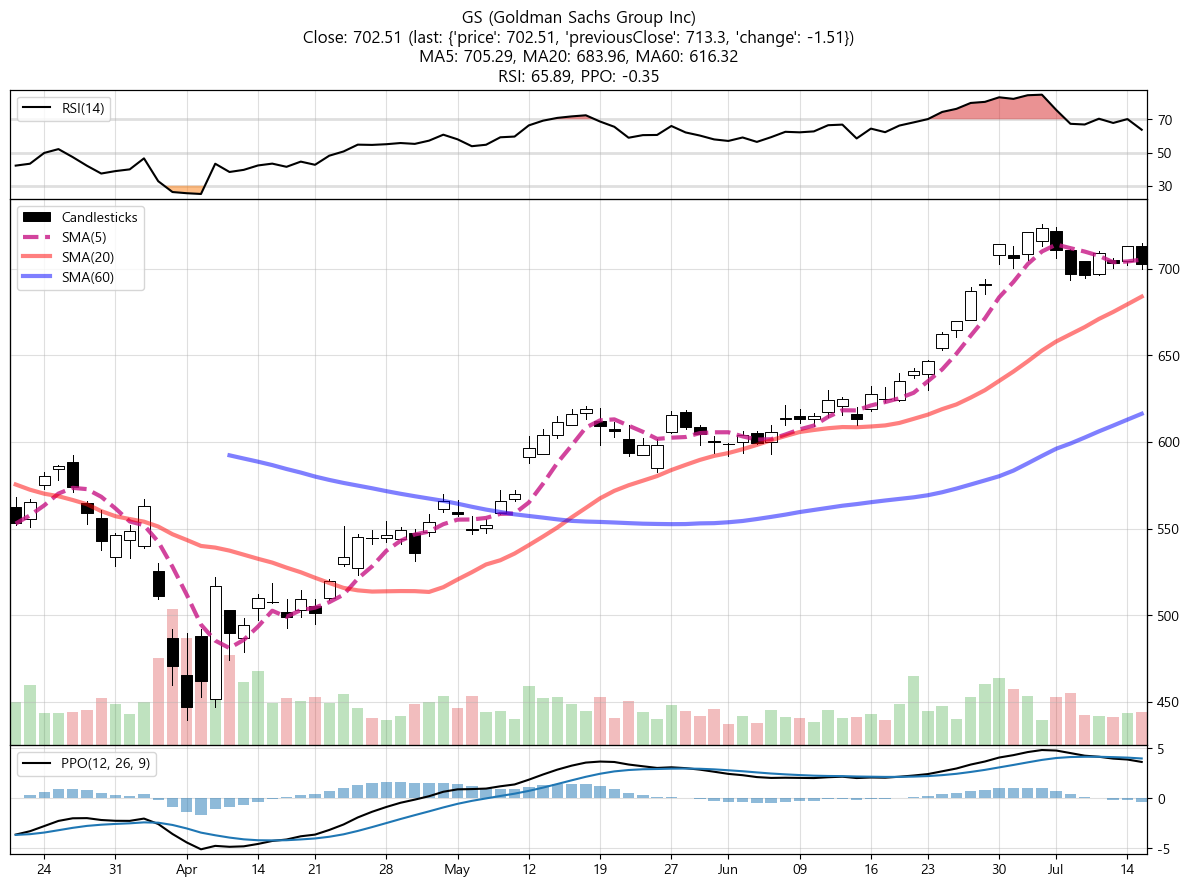 GS (Goldman Sachs Group Inc)
Close: 702.51 (last: {'price': 702.51, 'previousClose': 713.3, 'change': -1.51})
MA5: 705.29, MA20: 683.96, MA60: 616.32
RSI: 65.89, PPO: -0.35
RSI(14)
70
50
30
Candlesticks
SMA(5)
SMA(20)
SMA(60)
700
650
600
550
500
450
PPO(12, 26, 9)
5
0
-5
24 31 Apr 14 21 28 May 12 19 27 Jun 09 16 23 30 Jul 14